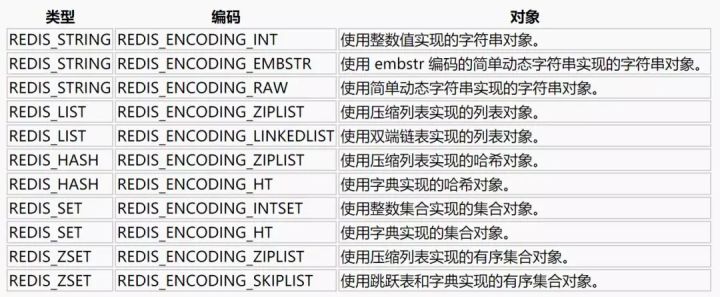 类型 编码 对象
REDIS_STRING REDIS_ENCODING_INT 使用整数值实现的字符串对象。
REDIS_STRING REDIS_ENCODING_EMBSTR 使用 embstr 编码的简单动态字符串实现的字符串对象。
REDIS_STRING REDIS_ENCODING_RAW 使用简单动态字符串实现的字符串对象。
REDIS_LIST REDIS_ENCODING_ZIPLIST 使用压缩列表实现的列表对象。
REDIS_LIST REDIS_ENCODING_LINKEDLIST 使用双端链表实现的列表对象。
REDIS_HASH REDIS_ENCODING_ZIPLIST 使用压缩列表实现的哈希对象。
REDIS_HASH REDIS_ENCODING_HT 使用字典实现的哈希对象。
REDIS_SET REDIS_ENCODING_INTSET 使用整数集合实现的集合对象。
REDIS_SET REDIS_ENCODING_HT 使用字典实现的集合对象。
REDIS_ZSET REDIS_ENCODING_ZIPLIST 使用压缩列表实现的有序集合对象。
REDIS_ZSET REDIS_ENCODING_SKIPLIST 使用跳跃表和字典实现的有序集合对象。